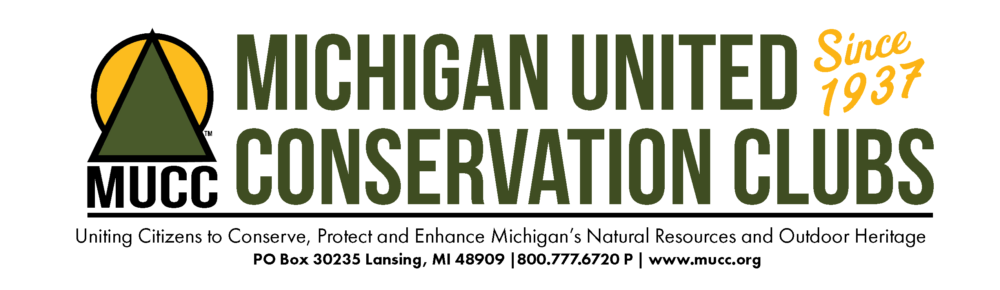 MICHIGAN UNITED
Since
1937
CONSERVATION CLUBS
TM
MUCC
Uniting Citizens to Conserve, Protect and Enhance Michigan’s Natural Resources and Outdoor Heritage
PO Box 30235 Lansing, MI 48909 |800.777.6720 P | www.mucc.org